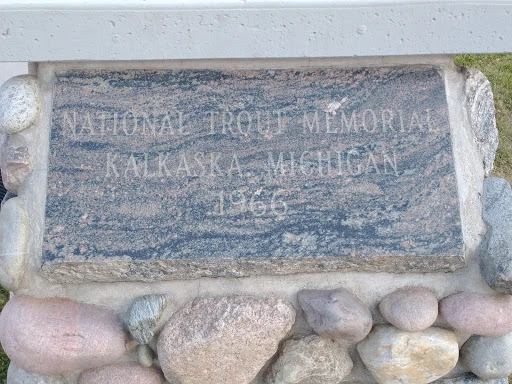 NATIONAL TROUT MEMORIAL
KALKASKA, MICHIGAN
1966